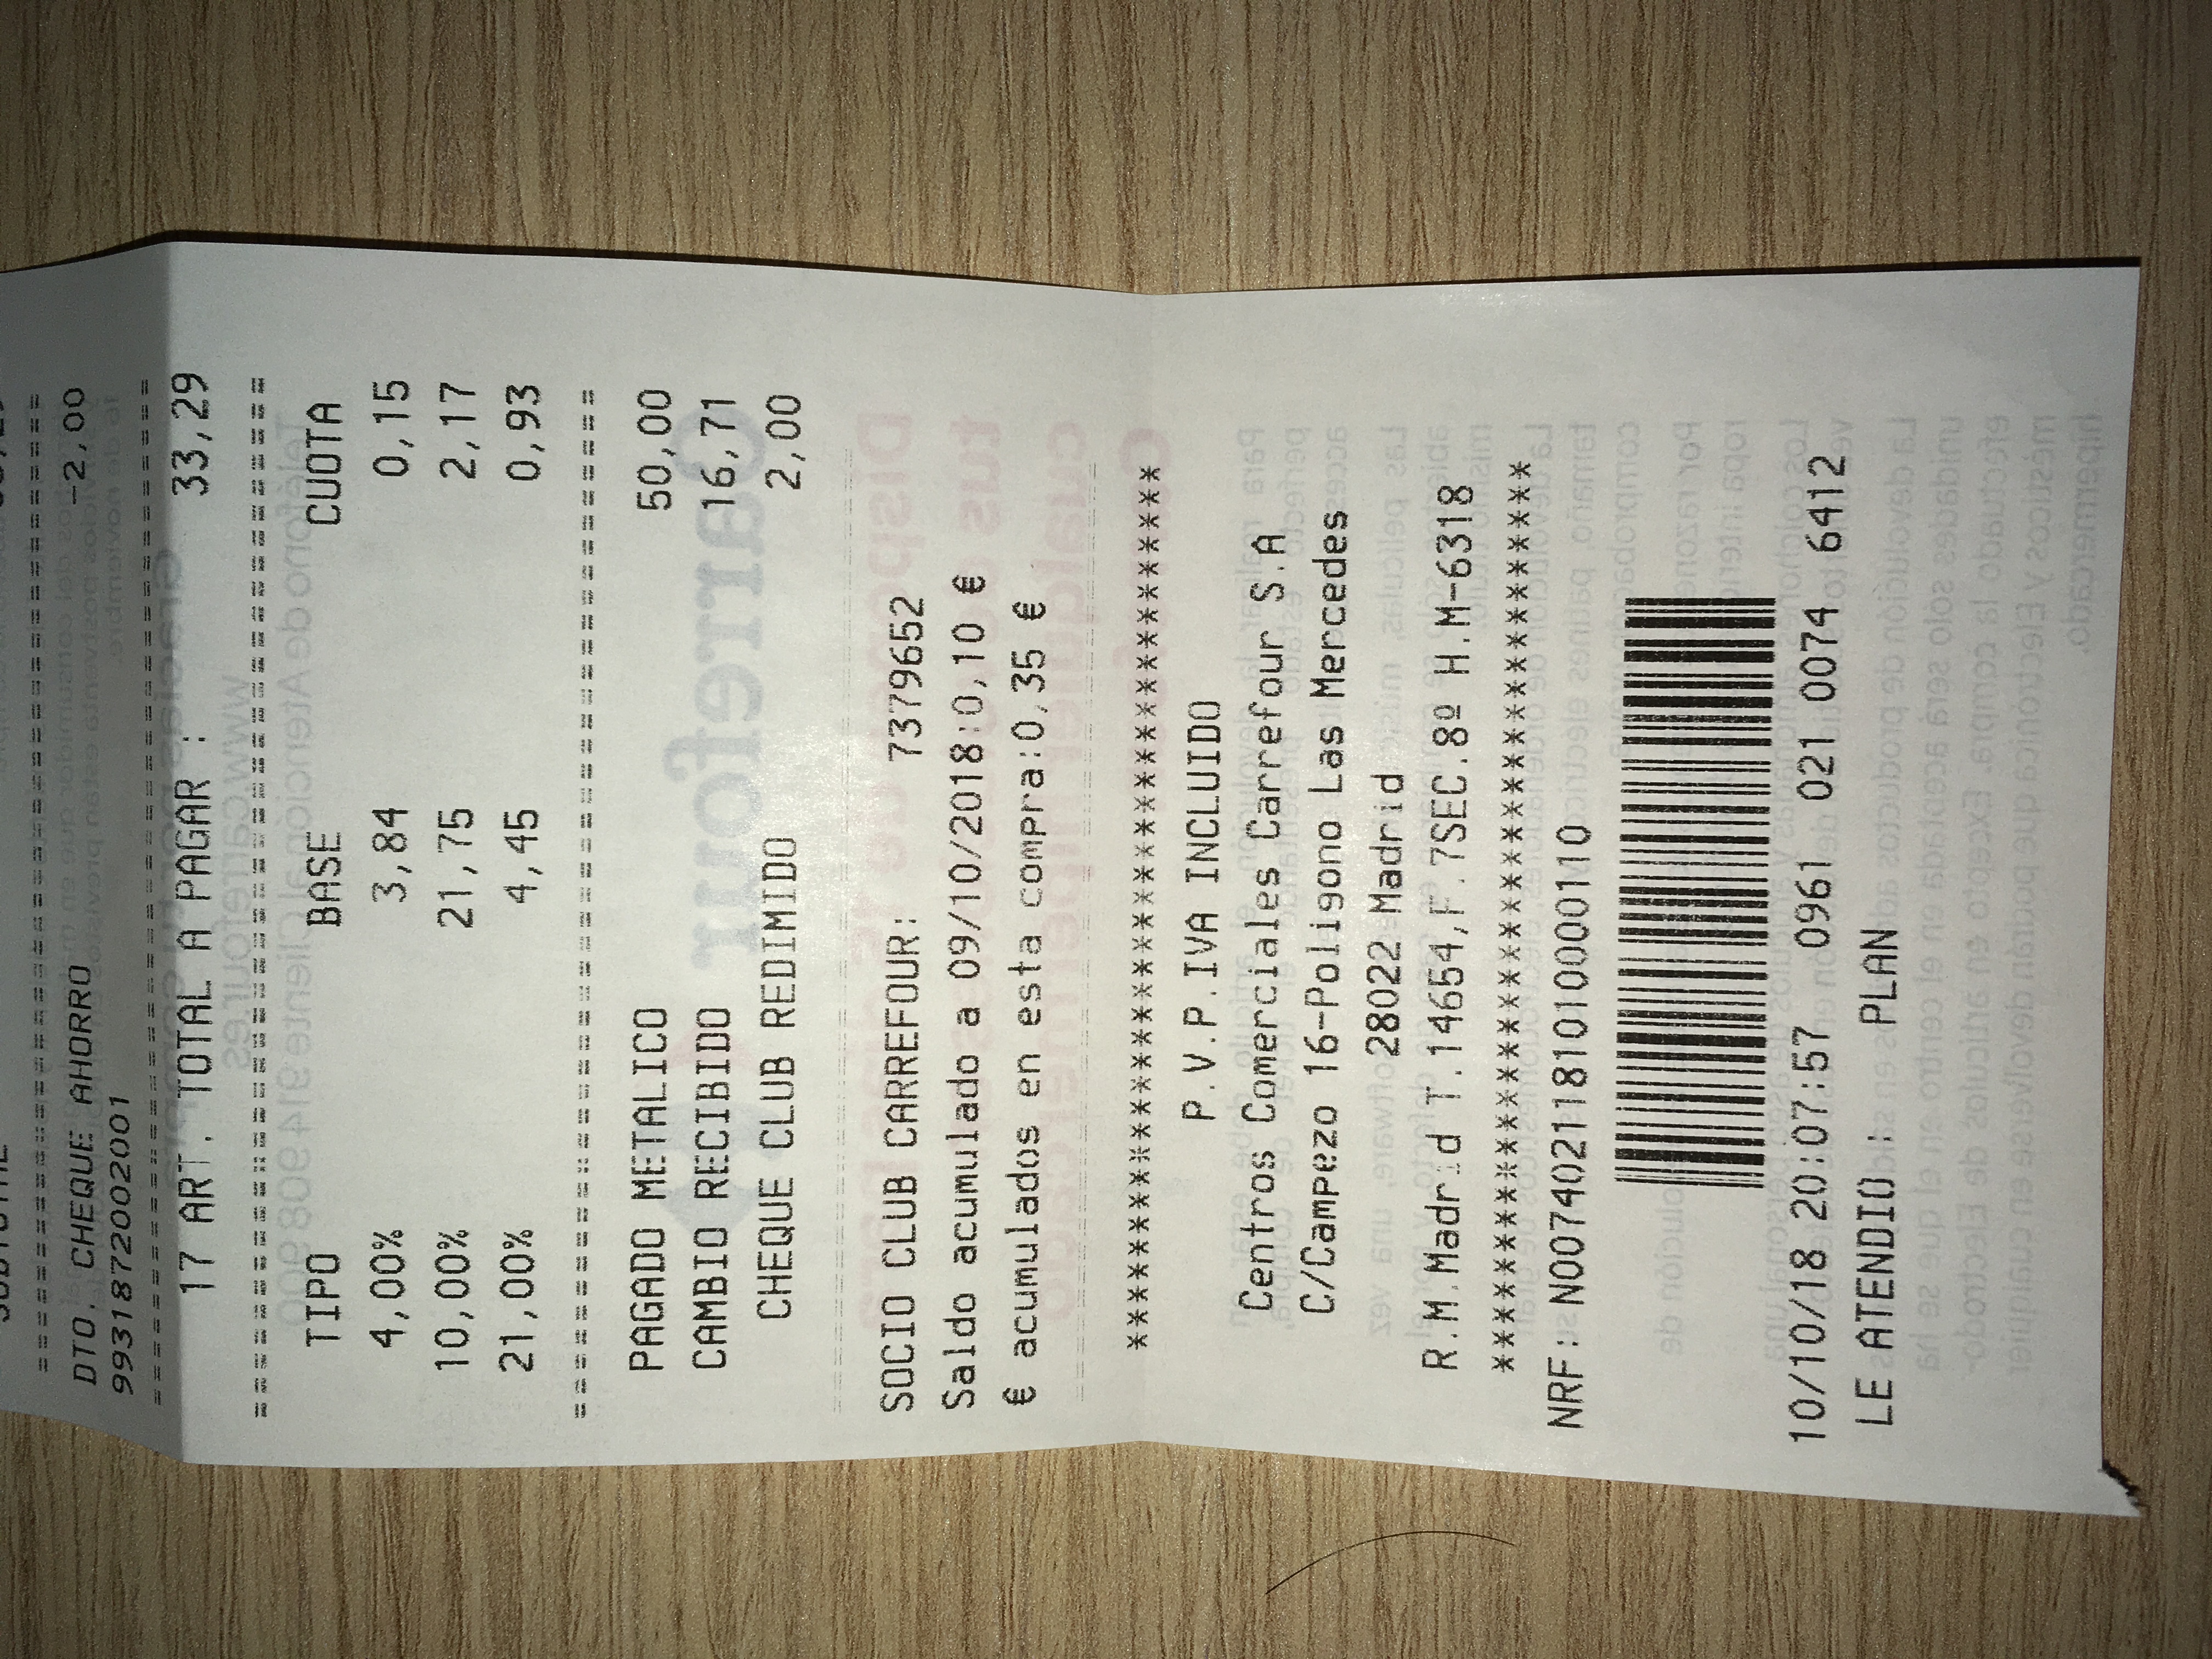 SUBTOTAL 35,29
========================================
DTO. CHEQUE AHORRO -2,00
9931872002001
========================================
17 ART. TOTAL A PAGAR : 33,29
========================================
TIPO BASE CUOTA
4,00% 3,84 0,15
10,00% 21,75 2,17
21,00% 4,45 0,93
========================================
PAGADO METALICO 50,00
CAMBIO RECIBIDO 16,71
CHEQUE CLUB REDIMIDO 2,00
SOCIO CLUB CARREFOUR: 7379652
Saldo acumulado a 09/10/2018:0,10 €
€ acumulados en esta compra:0,35 €
**************************************
P.V.P.IVA INCLUIDO
Centros Comerciales Carrefour S.A
C/Campezo 16-Poligono Las Mercedes
28022 Madrid
R.M.Madrid T.14654,F.7SEC.8º H.M-6318
***************************************
NRF: N0074021181010000110
10/10/18 20:07:57 0961 021 0074 6412
LE ATENDIO : PLAN